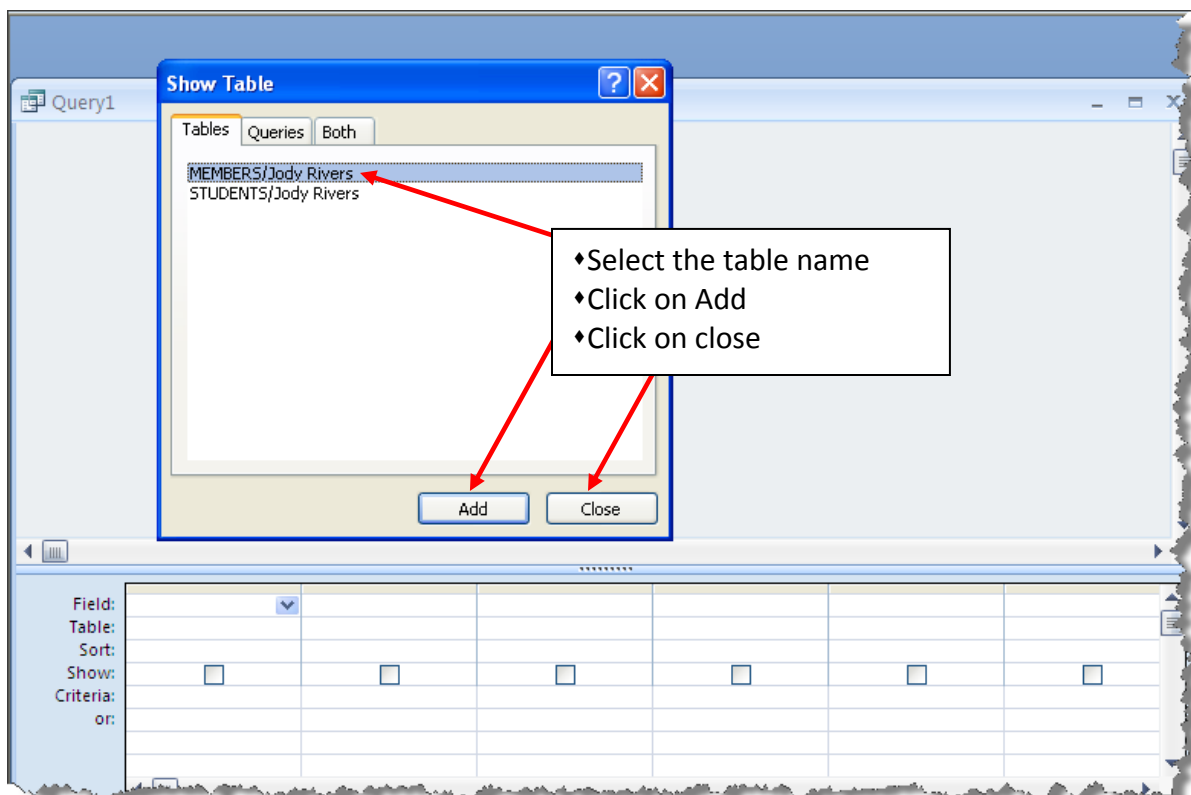 Query1
Show Table
Tables Queries Both
MEMBERS/Jody Rivers
STUDENTS/Jody Rivers
♦Select the table name
♦Click on Add
♦Click on close
Add Close
Field:
Table:
Sort:
Show:
Criteria:
or: